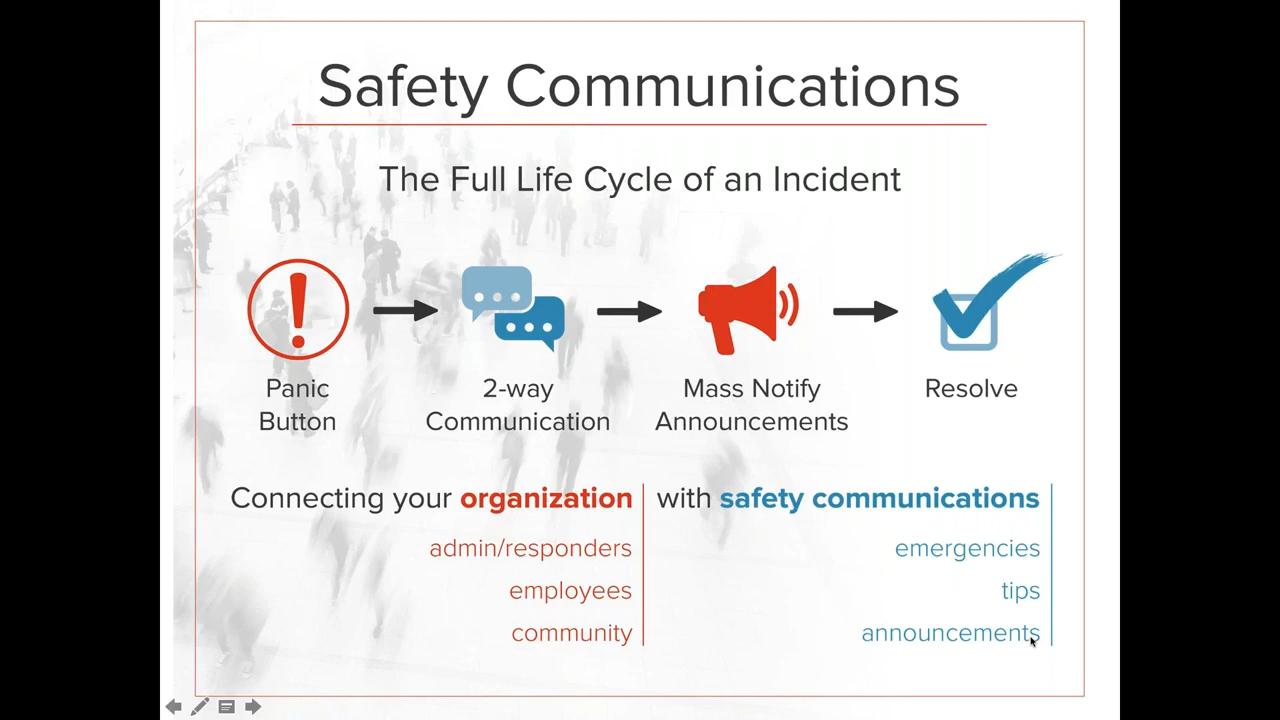 Safety Communications
The Full Life Cycle of an Incident
Panic
Button
2-way
Communication
Mass Notify
Announcements
Resolve
Connecting your organization
admin/responders
employees
community
with safety communications
emergencies
tips
announcements